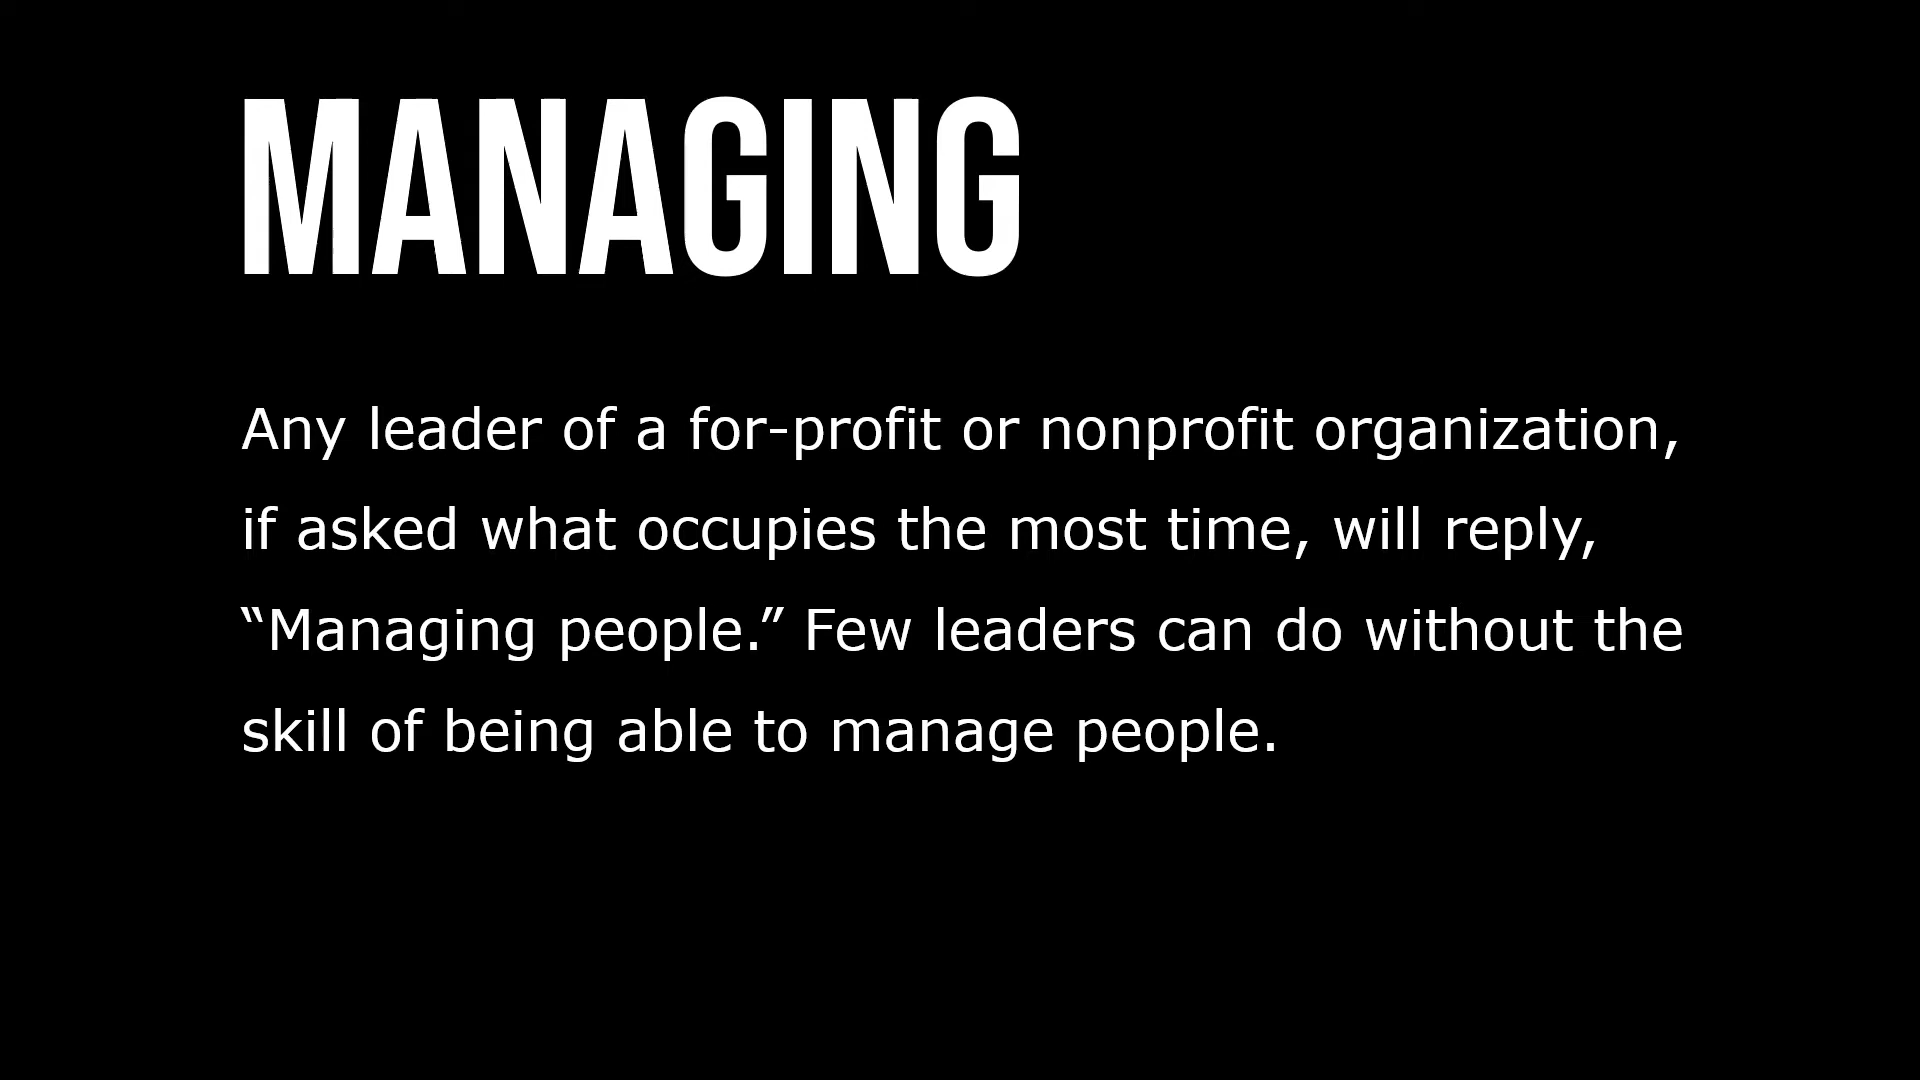 MANAGING
Any leader of a for-profit or nonprofit organization,
if asked what occupies the most time, will reply,
“Managing people.” Few leaders can do without the
skill of being able to manage people.